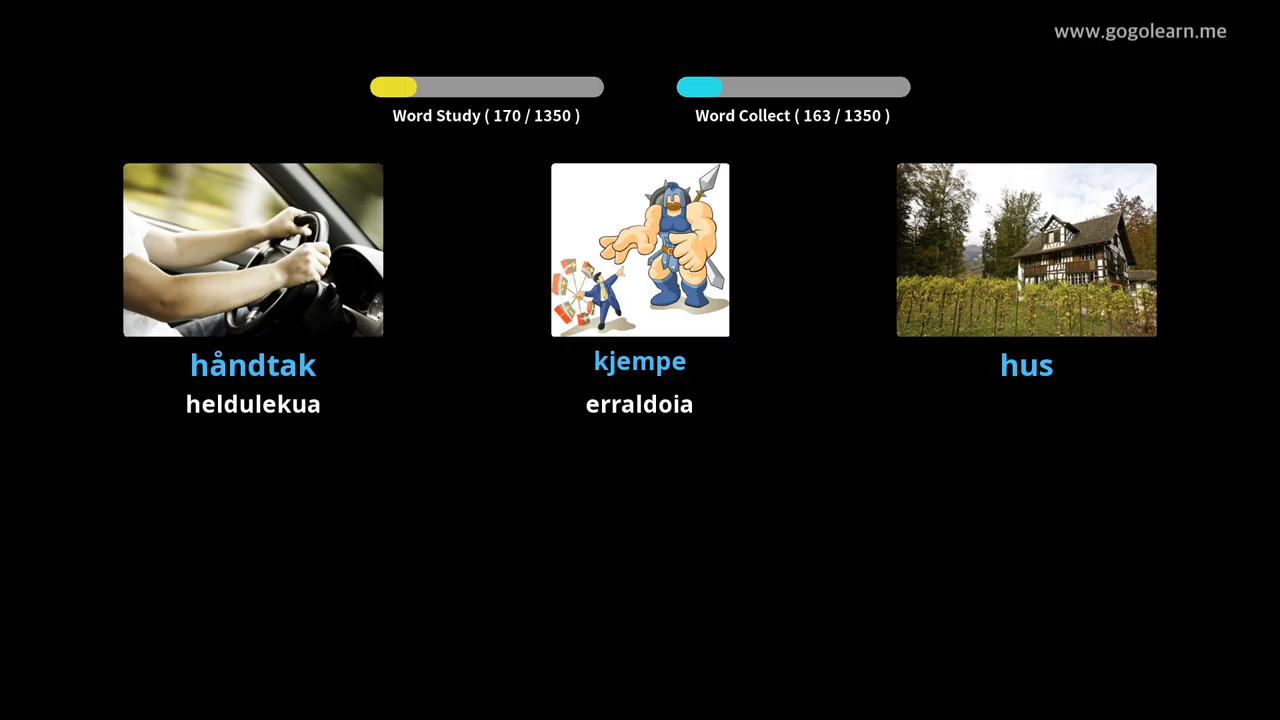 www.gogolearn.me
Word Study ( 170 / 1350 )
Word Collect ( 163 / 1350 )
håndtak
heldulekua
kjempe
erraldoia
hus